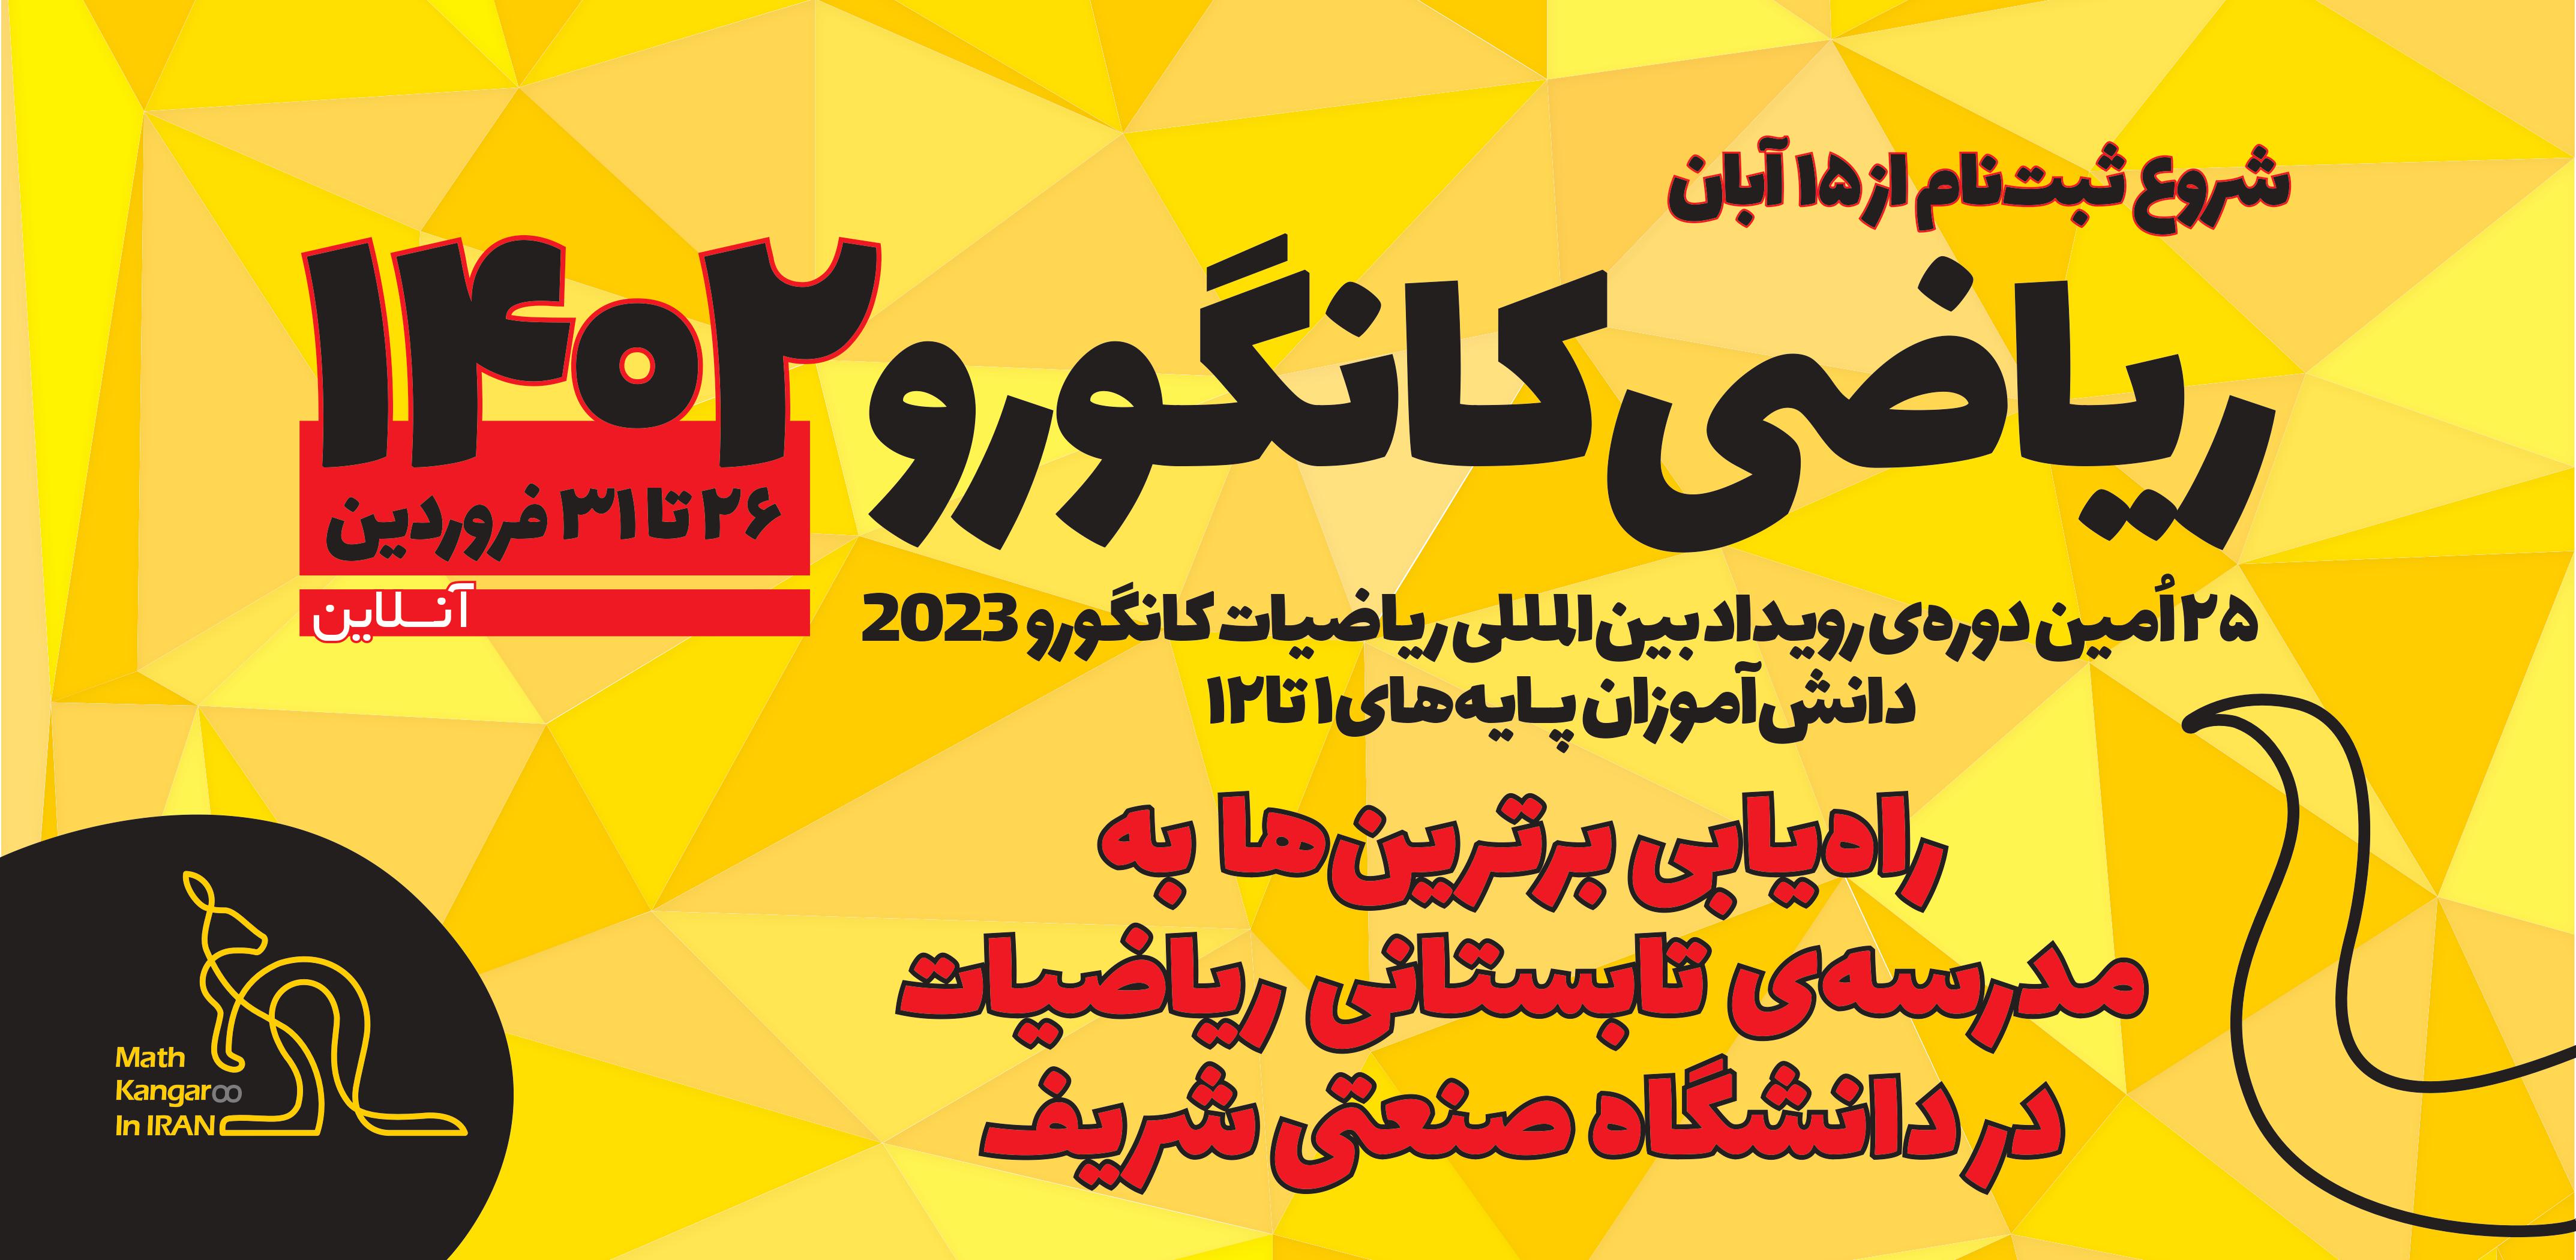 شروع ثبت‌نام از ۱۵ آبان
ریاضی کانگورو ۱۴۰۲
۲۶ تا ۳۱ فروردین
آنلاین
۲۵اُمین دوره‌ی رویداد بین‌المللی ریاضیات کانگورو 2023
دانش‌آموزان پایه‌های ۱ تا ۱۲
راه‌یابی برترین‌ها به
مدرسه‌ی تابستانی ریاضیات
در دانشگاه صنعتی شریف
Math
Kangaroo
In IRAN